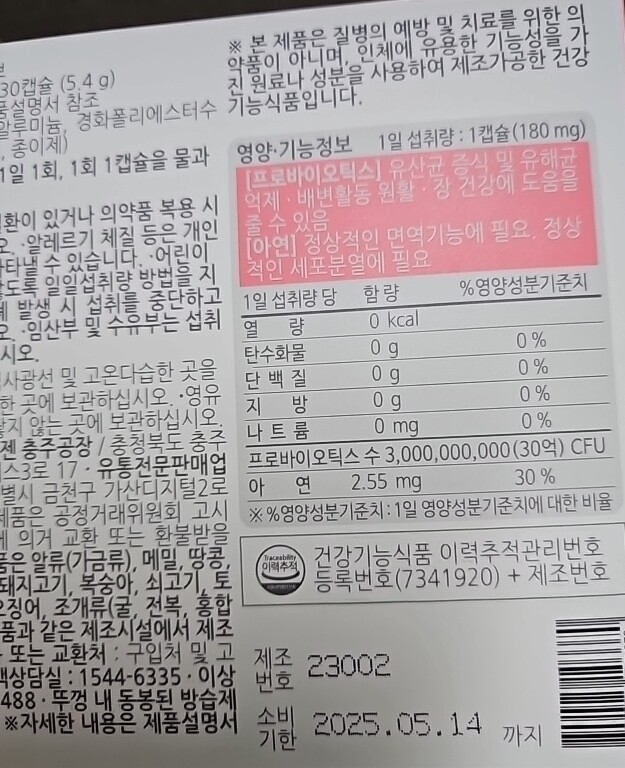 30캡슐 (5.4 g)
품설명서 참조
알루미늄, 경화폴리에스터수
, 종이제)
1일 1회, 1회 1캡슐을 물과
환이 있거나 의약품 복용 시
오. ·알레르기 체질 등은 개인
타낼 수 있습니다. ·어린이
않도록 일일섭취량 방법을 지
례 발생 시 섭취를 중단하고
오. ·임산부 및 수유부는 섭취
시오.
사광선 및 고온다습한 곳을
한 곳에 보관하십시오. ·영유
닿지 않는 곳에 보관하십시오.
젠 충주공장 / 충청북도 충주
스3로 17 · 유통전문판매업
별시 금천구 가산디지털2로
제품은 공정거래위원회 고시
에 의거 교환 또는 환불받을
품은 알류(가금류), 메밀, 땅콩,
돼지고기, 복숭아, 쇠고기, 토
오징어, 조개류(굴, 전복, 홍합
품과 같은 제조시설에서 제조
또는 교환처 : 구입처 및 고
객상담실 : 1544-6335 · 이상
488 · 뚜껑 내 동봉된 방습제
※자세한 내용은 제품설명서
※ 본 제품은 질병의 예방 및 치료를 위한 의
약품이 아니며, 인체에 유용한 기능성을 가
진 원료나 성분을 사용하여 제조가공한 건강
기능식품입니다.
영양·기능정보 1일 섭취량 : 1캡슐(180 mg)
[프로바이오틱스] 유산균 증식 및 유해균
억제 · 배변활동 원활 · 장 건강에 도움을
줄 수 있음
[아연] 정상적인 면역기능에 필요. 정상
적인 세포분열에 필요
1일 섭취량 당 함량 %영양성분기준치
열 량 0 kcal
탄수화물 0 g 0 %
단백질 0 g 0 %
지 방 0 g 0 %
나트륨 0 mg 0 %
프로바이오틱스 수 3,000,000,000(30억) CFU
아 연 2.55 mg 30 %
※ %영양성분기준치 : 1일 영양성분기준치에 대한 비율
Traceability
이력추적
건강기능식품 이력추적관리번호
등록번호(7341920) + 제조번호
제조
번호 23002
소비
기한 2025.05.14 까지